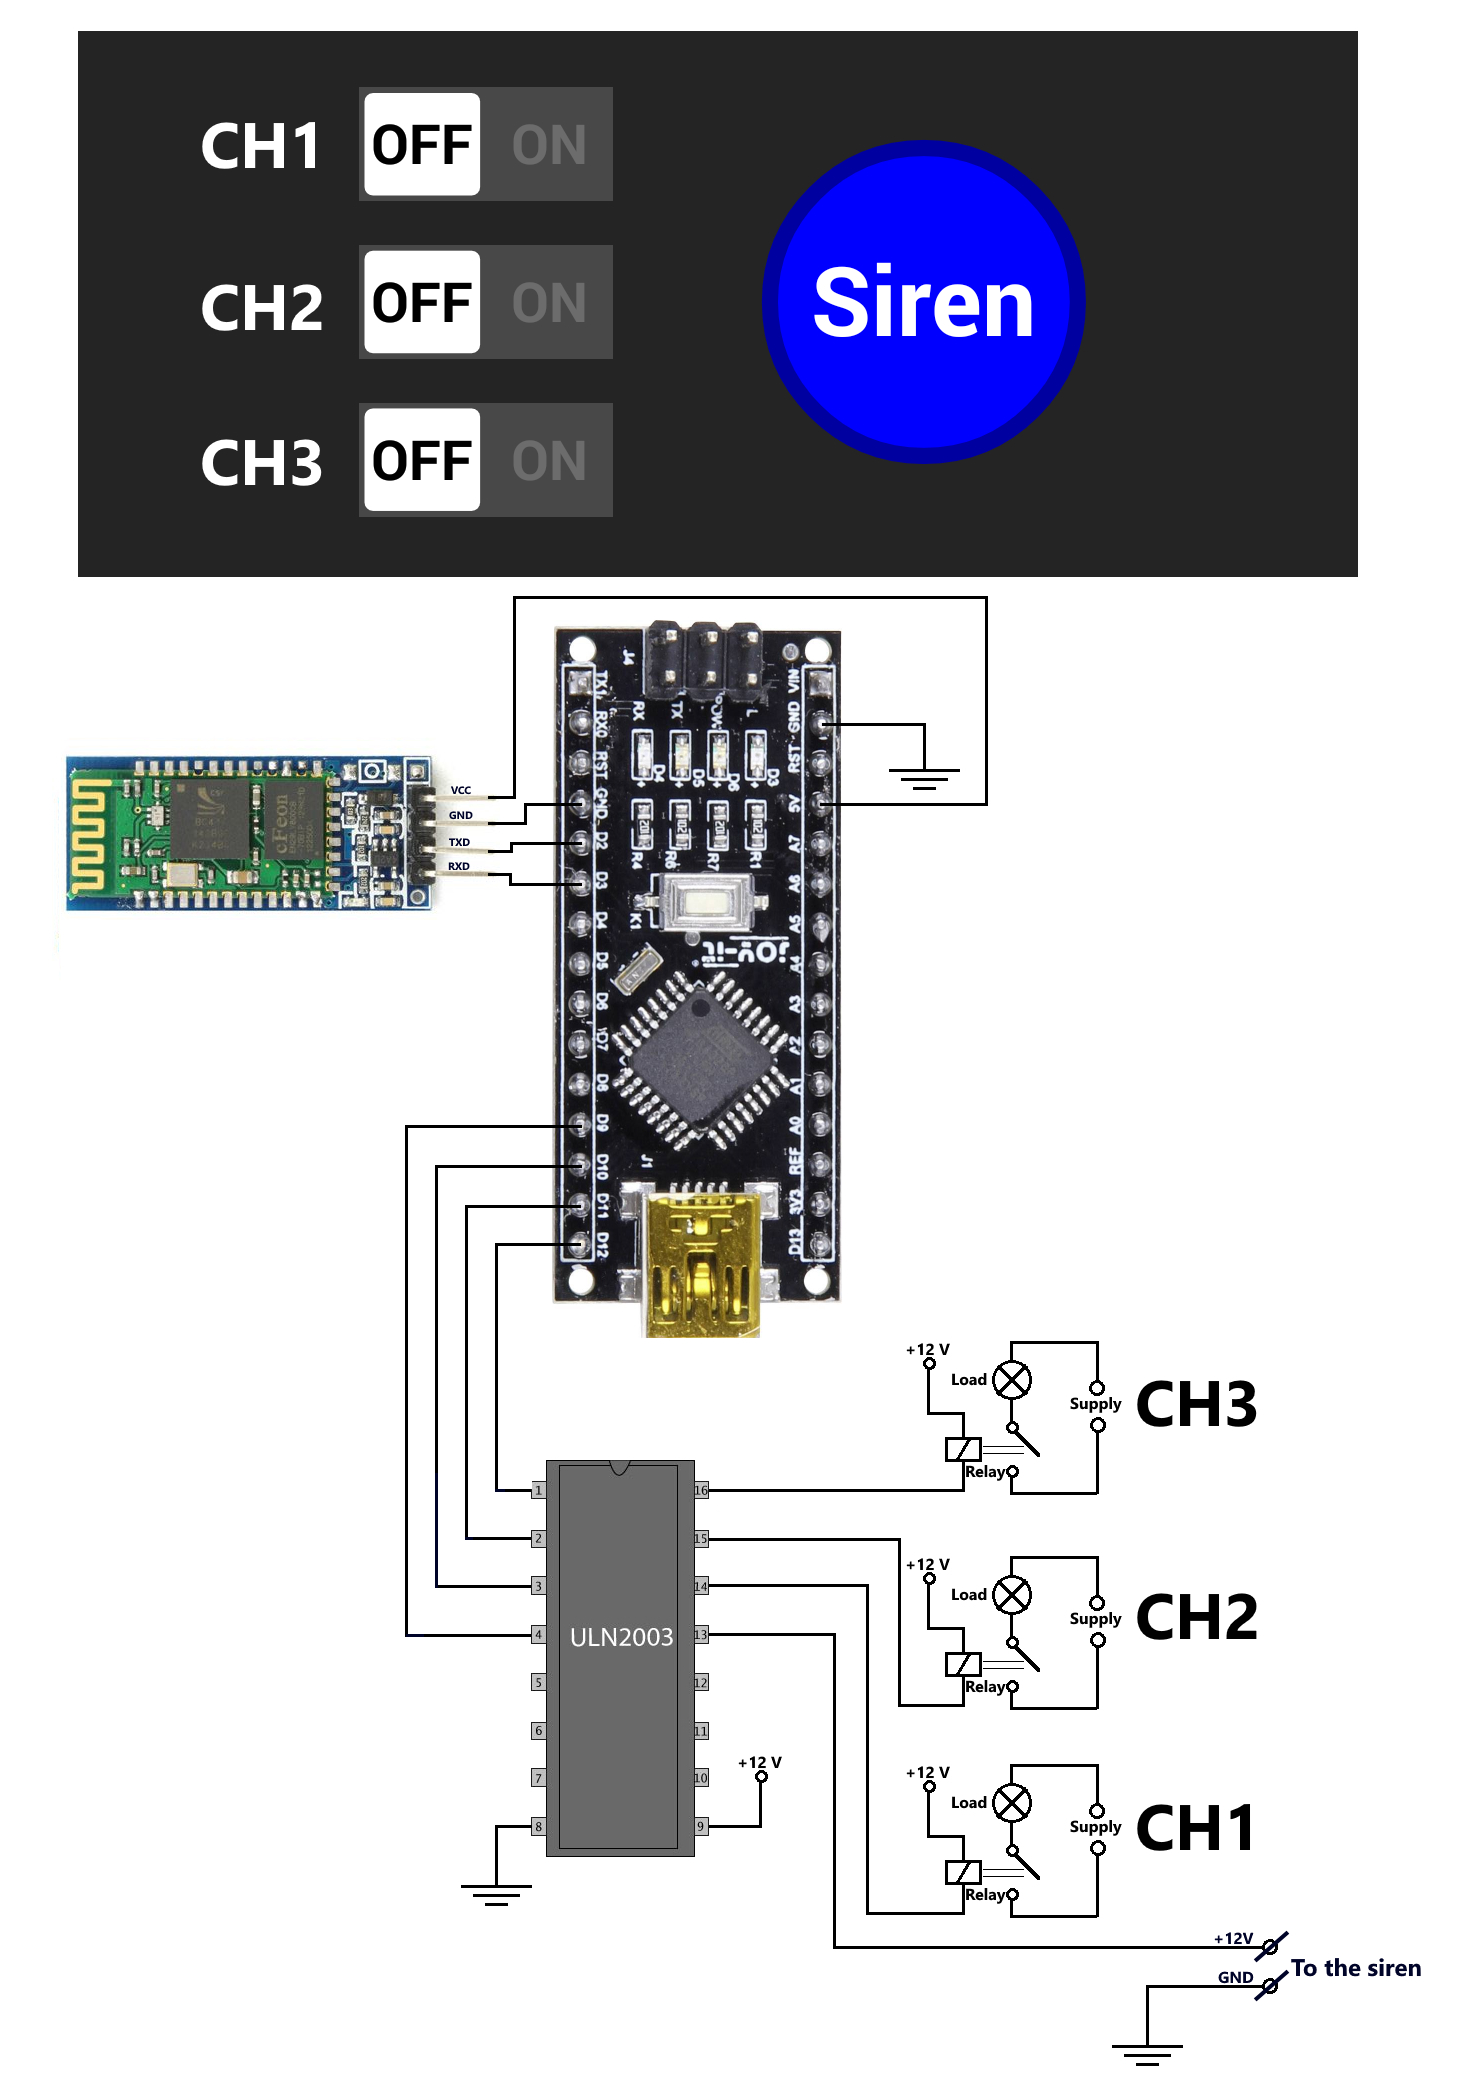 CH1 OFF ON
CH2 OFF ON
CH3 OFF ON
Siren
VCC
GND
TXD
RXD
eFeon
J4
TX1
RX0
RST
GND
D2
D3
D4
D5
D6
D7
D8
D9
D10
D11
D12
RX
TX
L
D4
D5
D6
D3
R4
R6
R7
R1
K1
JOY-iT
J1
VIN
GND
RST
5V
A7
A6
A5
A4
A3
A2
A1
A0
REF
3V3
D13
+12 V
Load
Supply
Relay
CH3
ULN2003
1
2
3
4
5
6
7
8
16
15
14
13
12
11
10
9
+12 V
+12 V
Load
Supply
Relay
CH2
+12 V
Load
Supply
Relay
CH1
+12V
GND
To the siren